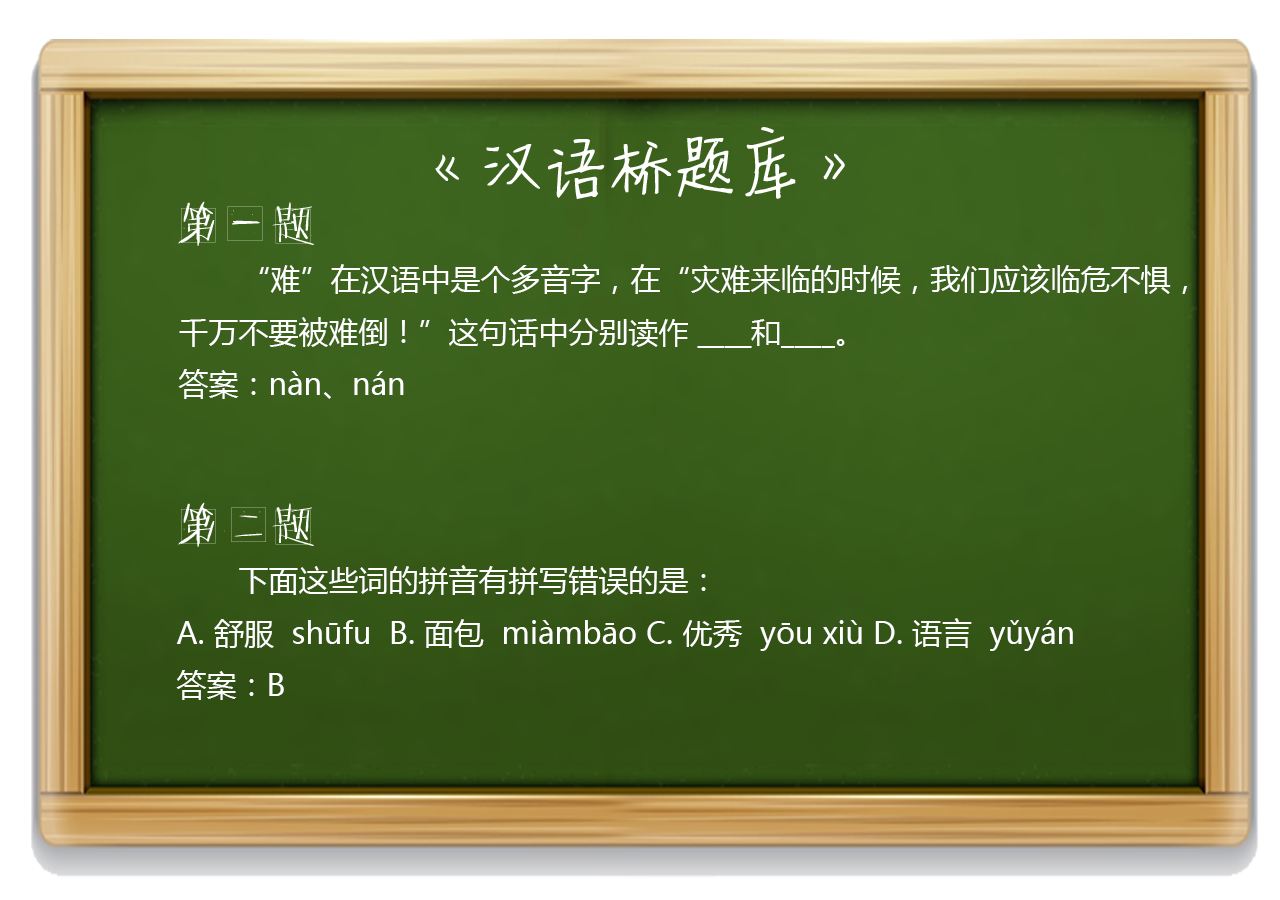 《汉语桥题库》
第一题
“难”在汉语中是个多音字，在“灾难来临的时候，我们应该临危不惧，
千万不要被难倒！”这句话中分别读作 ____和____。
答案：nàn、nán
第二题
下面这些词的拼音有拼写错误的是：
A. 舒服 shūfu B. 面包 miàmbāo C. 优秀 yōu xiù D. 语言 yǔyán
答案：B